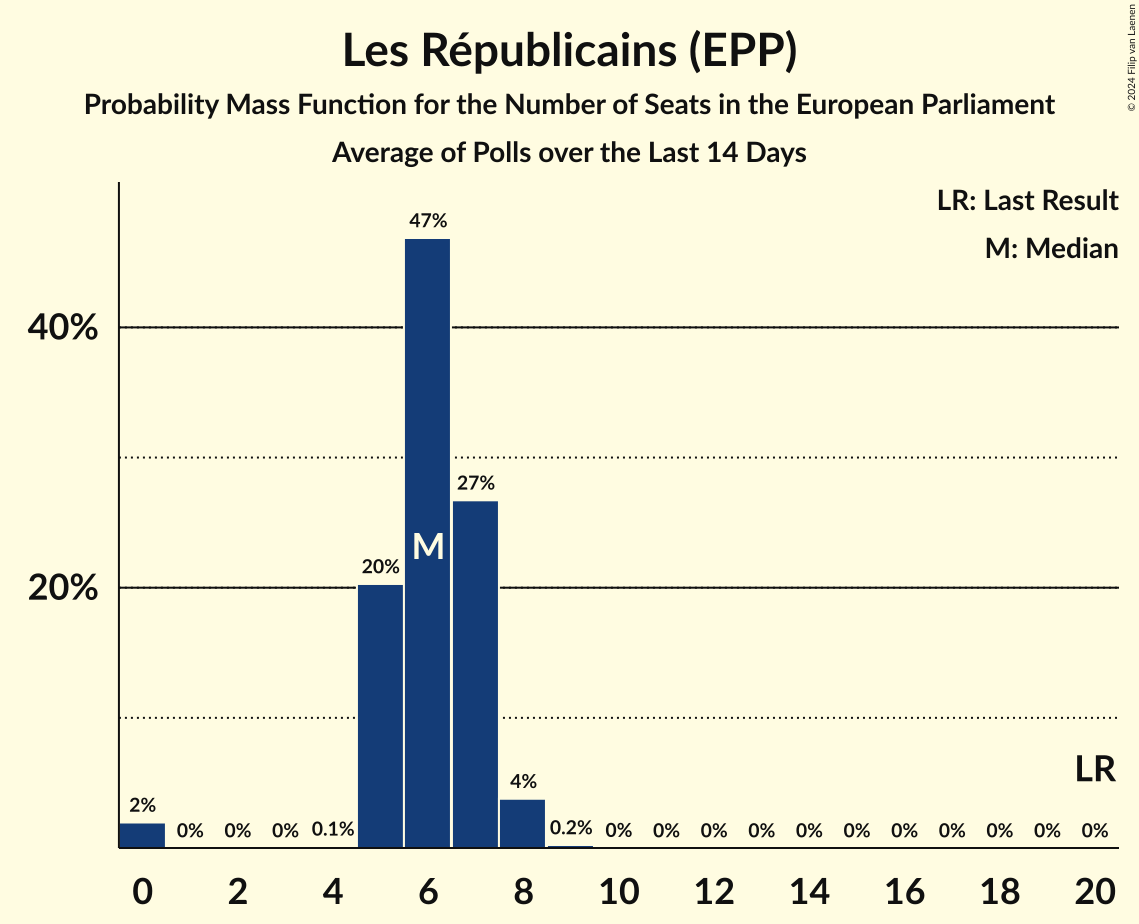 Les Républicains (EPP)
Probability Mass Function for the Number of Seats in the European Parliament
Average of Polls over the Last 14 Days
© 2024 Filip van Laenen
LR: Last Result
M: Median
47%
40%
27%
M
20%
20%
LR
2% 0% 0% 0% 0.1% 4% 0.2% 0% 0% 0% 0% 0% 0% 0% 0% 0% 0% 0%
0 2 4 6 8 10 12 14 16 18 20